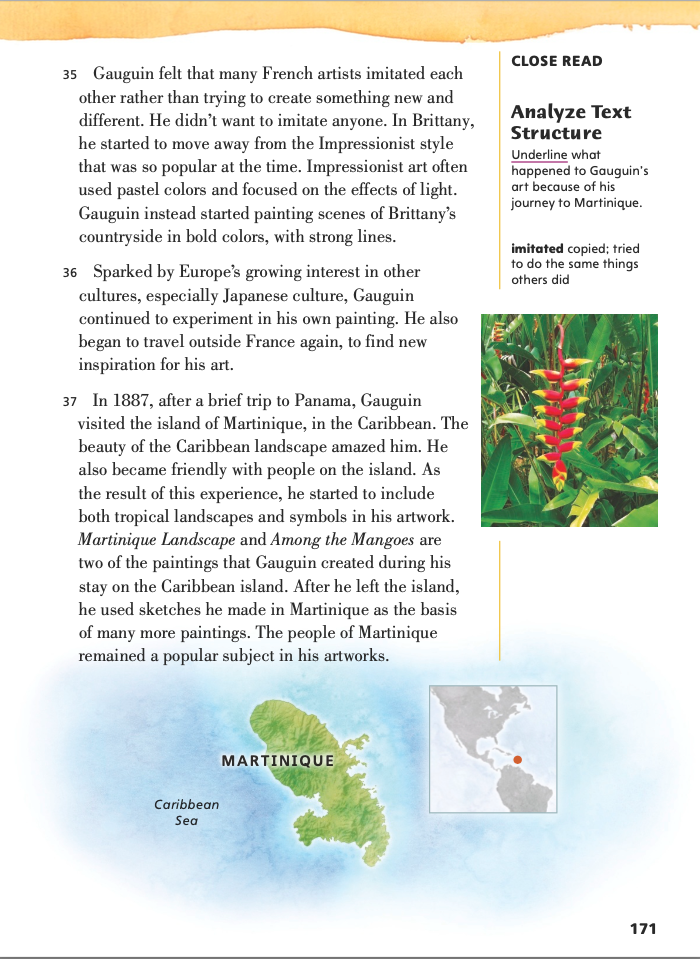 35 Gauguin felt that many French artists imitated each
other rather than trying to create something new and
different. He didn’t want to imitate anyone. In Brittany,
he started to move away from the Impressionist style
that was so popular at the time. Impressionist art often
used pastel colors and focused on the effects of light.
Gauguin instead started painting scenes of Brittany’s
countryside in bold colors, with strong lines.
36 Sparked by Europe’s growing interest in other
cultures, especially Japanese culture, Gauguin
continued to experiment in his own painting. He also
began to travel outside France again, to find new
inspiration for his art.
37 In 1887, after a brief trip to Panama, Gauguin
visited the island of Martinique, in the Caribbean. The
beauty of the Caribbean landscape amazed him. He
also became friendly with people on the island. As
the result of this experience, he started to include
both tropical landscapes and symbols in his artwork.
Martinique Landscape and Among the Mangoes are
two of the paintings that Gauguin created during his
stay on the Caribbean island. After he left the island,
he used sketches he made in Martinique as the basis
of many more paintings. The people of Martinique
remained a popular subject in his artworks.
CLOSE READ
Analyze Text
Structure
Underline what
happened to Gauguin’s
art because of his
journey to Martinique.
imitated copied; tried
to do the same things
others did
MARTINIQUE
Caribbean
Sea
171